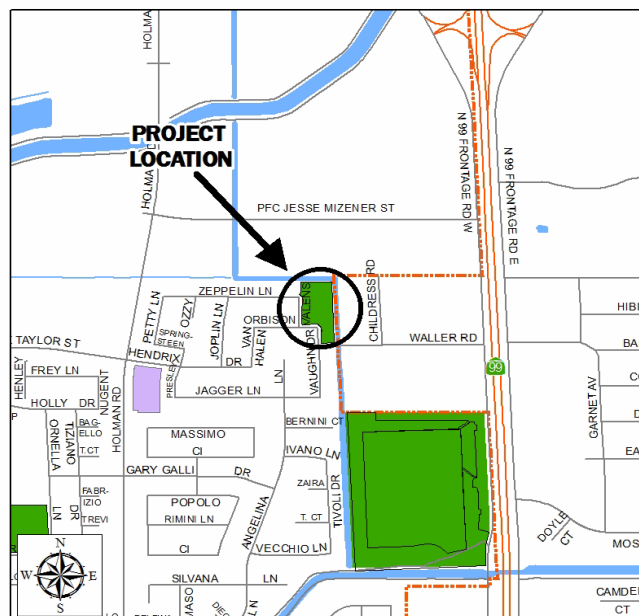 HOLMA
PROJECT
LOCATION
HOLMA
PFC JESSE MIZENER ST
N 99 FRONTAGE RD W
N 99 FRONTAGE RD E
ZEPPELIN LN
VALENS
CHILDRESS RD
PETTY LN
OZZY
SPRING-
STEEN
JOPLIN LN
VAN
HALEN
ORBISON
VAUGHN DR
WALLER RD
HIB
TAYLOR ST
HENDRIX
DR
BA
99
HENLEY
FREY LN
PRESLEY
JAGGER LN
LN
CO
HOLLY DR
NUGENT
HOLMAN RD
GARNET AV
D
P
ORNELLA
LN
TIZIANO
DR
BAG-
ELLO
T.CT
MASSIMO
CI
BERNINI CT
IVANO LN
EA
GARY GALLI
DR
ANGELINA
ZAIRA
T. CT
TIVOLI DR
FABR-
IZIO
TREVI
POPOLO
RIMINI LN
CI
VECCHIO LN
DOYLE
CT
MOS
N
W
E
S
SILVANA
LN
MASO
CAMDE
CT